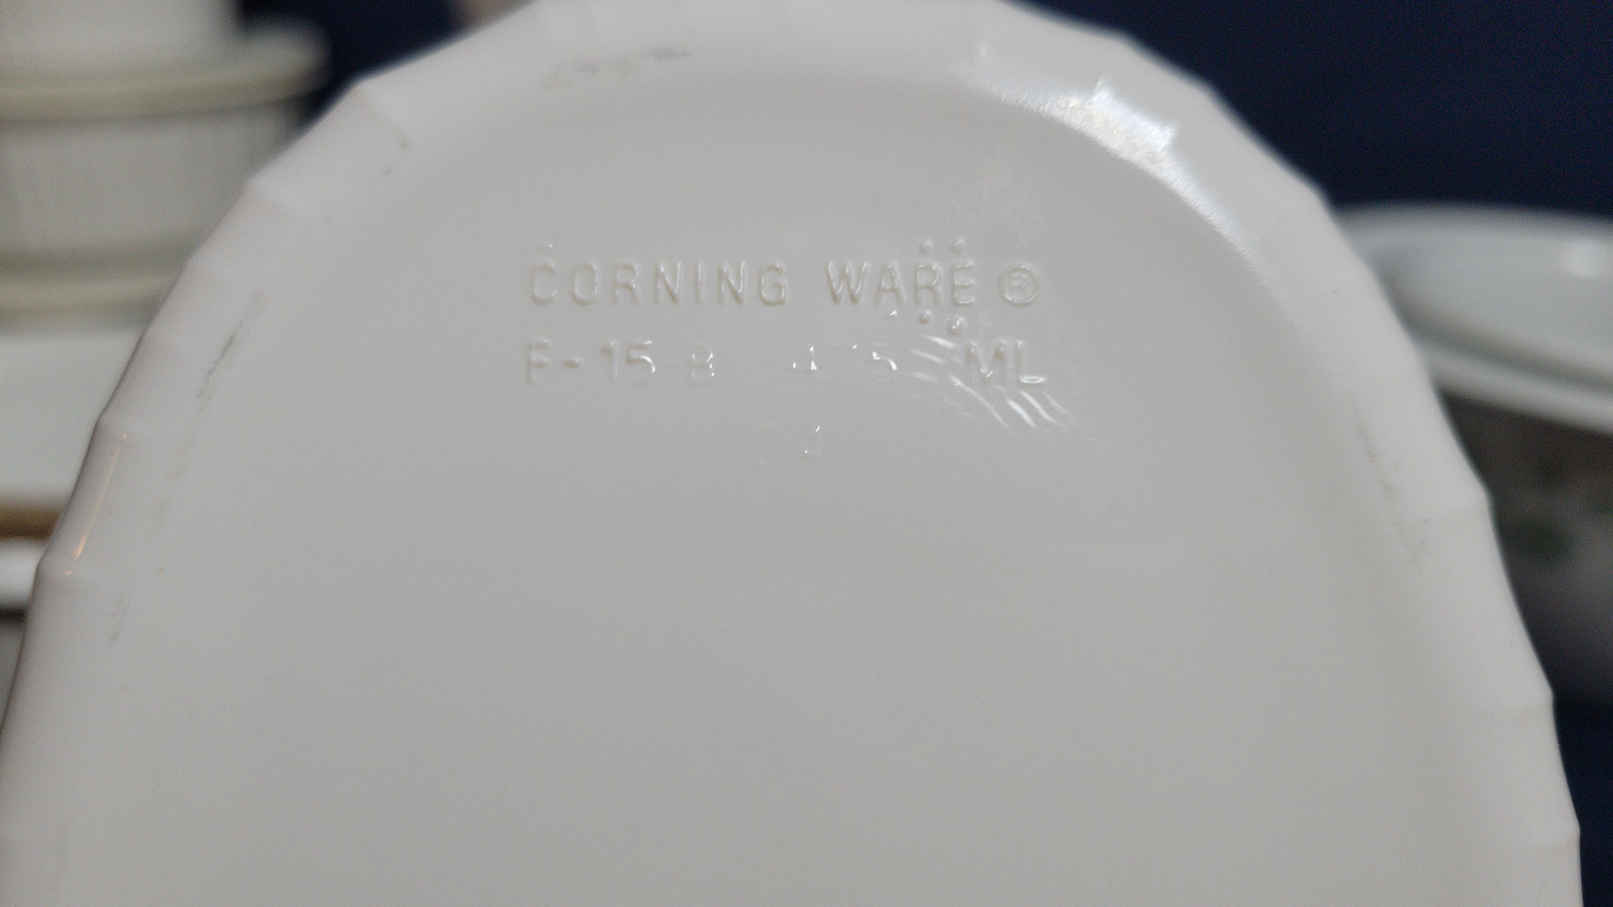 CORNING WARE ®
F-15-B ML